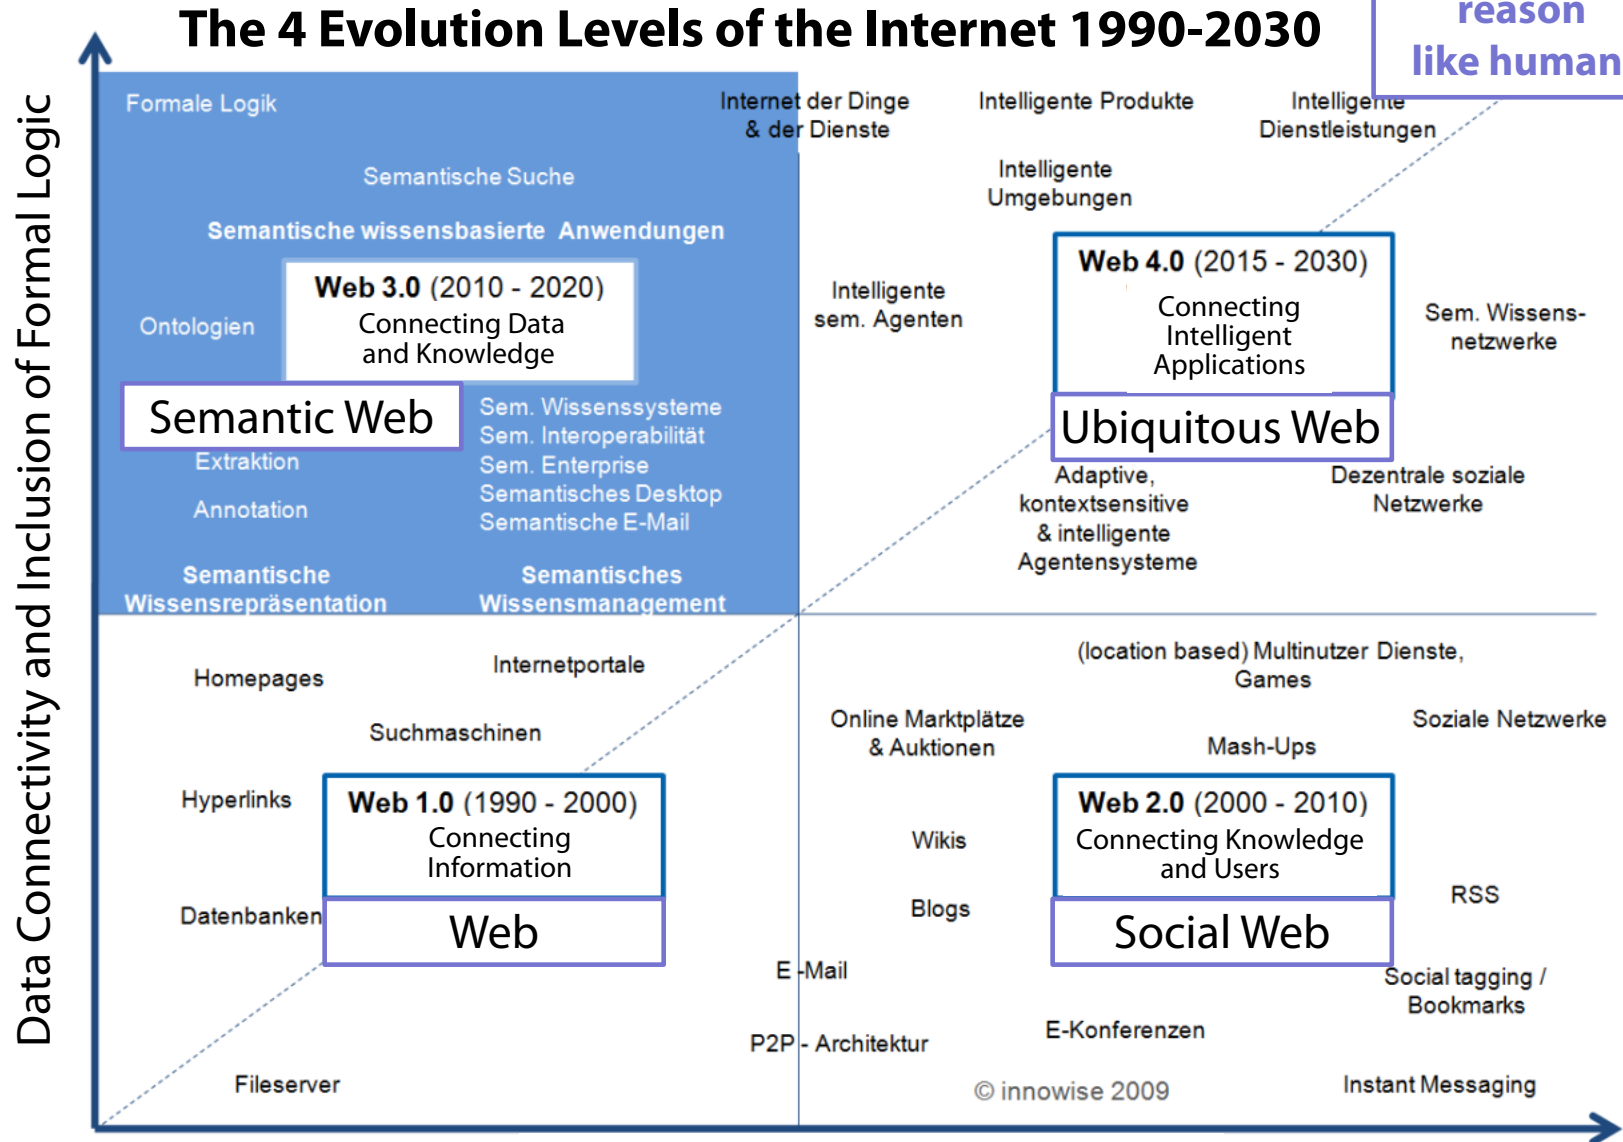 The 4 Evolution Levels of the Internet 1990-2030
reason
like human
Data Connectivity and Inclusion of Formal Logic
Formale Logik
Semantische Suche
Semantische wissensbasierte Anwendungen
Web 3.0 (2010 - 2020)
Connecting Data
and Knowledge
Ontologien
Semantic Web
Extraktion
Annotation
Sem. Wissenssysteme
Sem. Interoperabilität
Sem. Enterprise
Semantisches Desktop
Semantische E-Mail
Semantische
Wissensrepräsentation
Semantisches
Wissensmanagement
Internet der Dinge
& der Dienste
Intelligente Produkte
Intelligente
Dienstleistungen
Intelligente
Umgebungen
Intelligente
sem. Agenten
Web 4.0 (2015 - 2030)
Connecting
Intelligent
Applications
Ubiquitous Web
Sem. Wissens-
netzwerke
Adaptive,
kontextsensitive
& intelligente
Agentensysteme
Dezentrale soziale
Netzwerke
Homepages
Internetportale
Suchmaschinen
Hyperlinks
Web 1.0 (1990 - 2000)
Connecting
Information
Web
Datenbanken
Fileserver
E-Mail
P2P - Architektur
(location based) Multinutzer Dienste,
Games
Online Marktplätze
& Auktionen
Mash-Ups
Soziale Netzwerke
Web 2.0 (2000 - 2010)
Connecting Knowledge
and Users
Social Web
Wikis
Blogs
RSS
Social tagging /
Bookmarks
E-Konferenzen
© innowise 2009
Instant Messaging